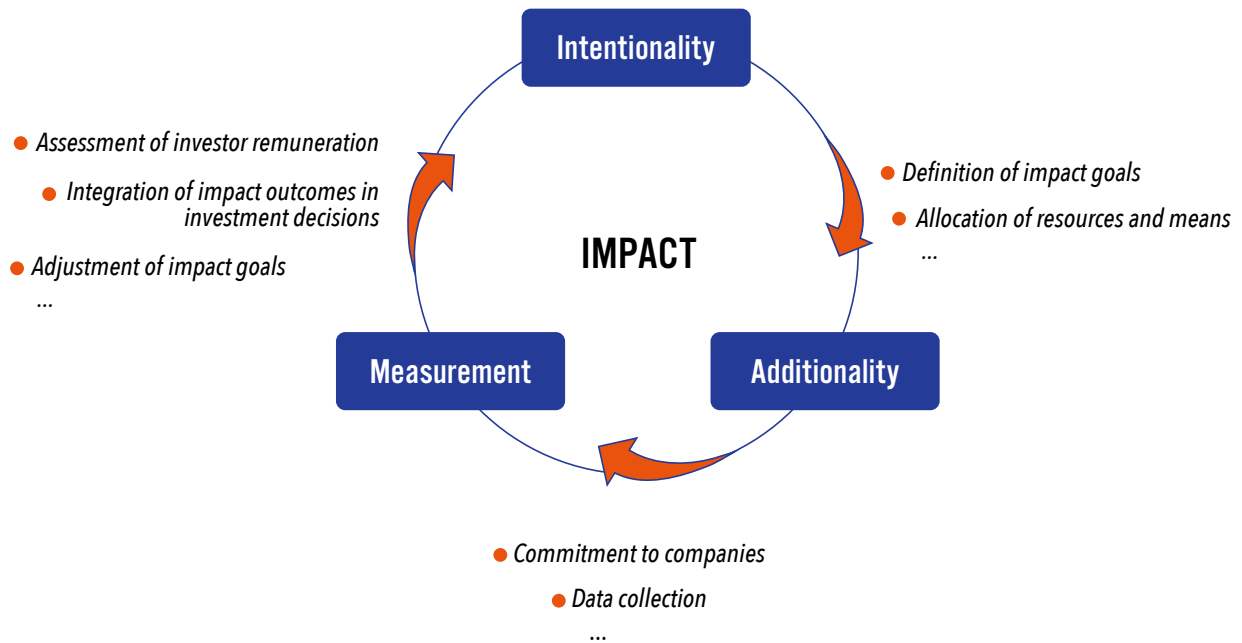 Intentionality
Assessment of investor remuneration
Integration of impact outcomes in
investment decisions
Adjustment of impact goals
...
Definition of impact goals
Allocation of resources and means
...
IMPACT
Measurement
Additionality
Commitment to companies
Data collection
...